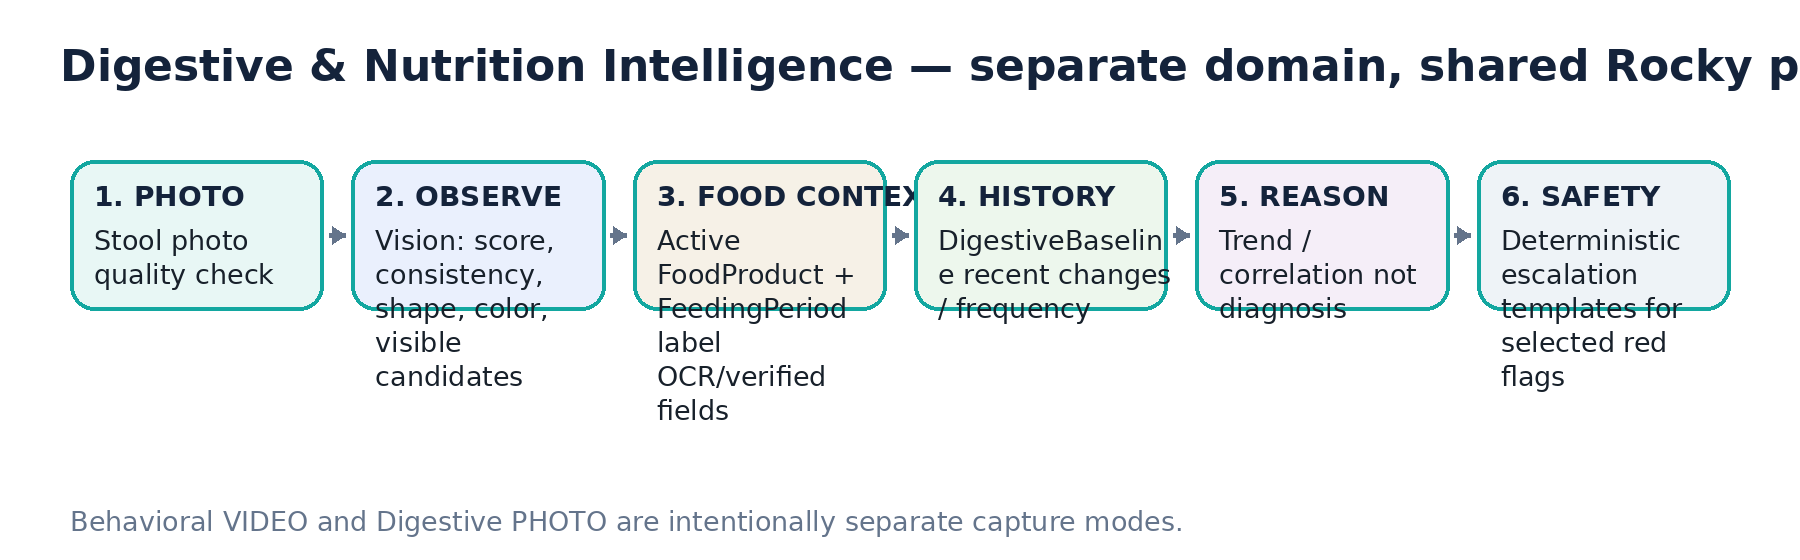 Digestive & Nutrition Intelligence — separate domain, shared Rocky p
1. PHOTO
Stool photo
quality check
2. OBSERVE
Vision: score,
consistency,
shape, color,
visible
candidates
3. FOOD CONTEX
Active
FoodProduct +
FeedingPeriod
label
OCR/verified
fields
4. HISTORY
DigestiveBaselin
e recent changes
/ frequency
5. REASON
Trend /
correlation not
diagnosis
6. SAFETY
Deterministic
escalation
templates for
selected red
flags
Behavioral VIDEO and Digestive PHOTO are intentionally separate capture modes.